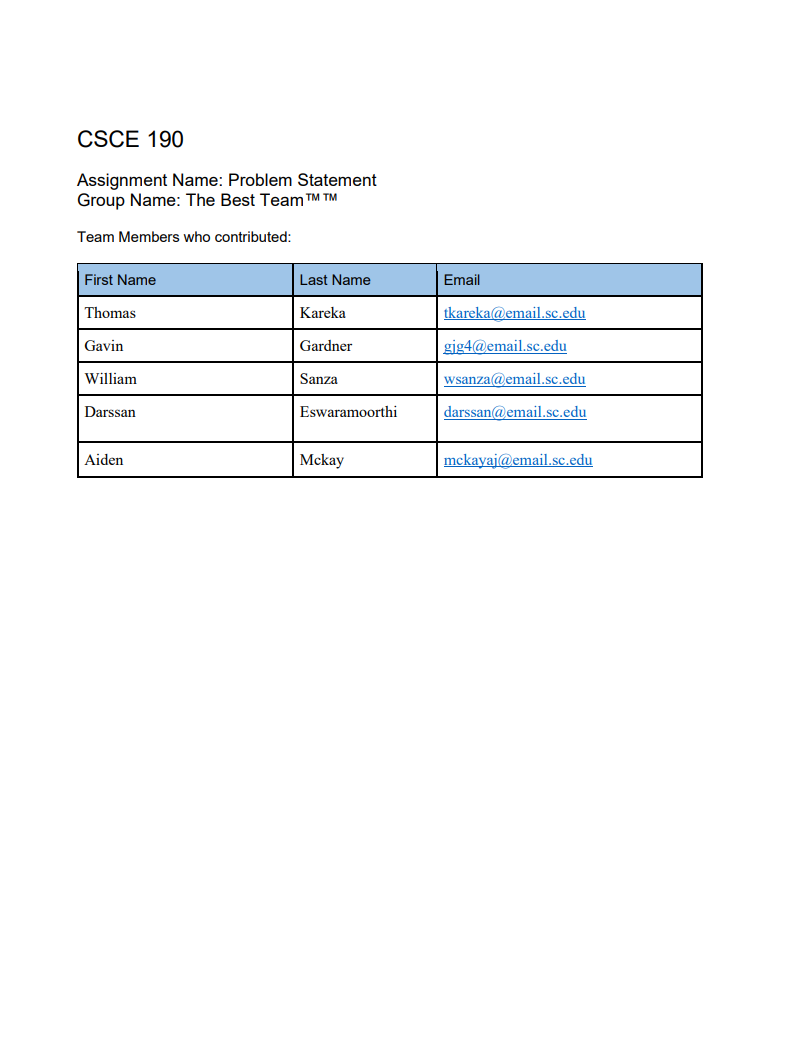 CSCE 190
Assignment Name: Problem Statement
Group Name: The Best Team™™
Team Members who contributed:
First Name Last Name Email
Thomas Kareka tkareka@email.sc.edu
Gavin Gardner gjg4@email.sc.edu
William Sanza wsanza@email.sc.edu
Darssan Eswaramoorthi darssan@email.sc.edu
Aiden Mckay mckayaj@email.sc.edu